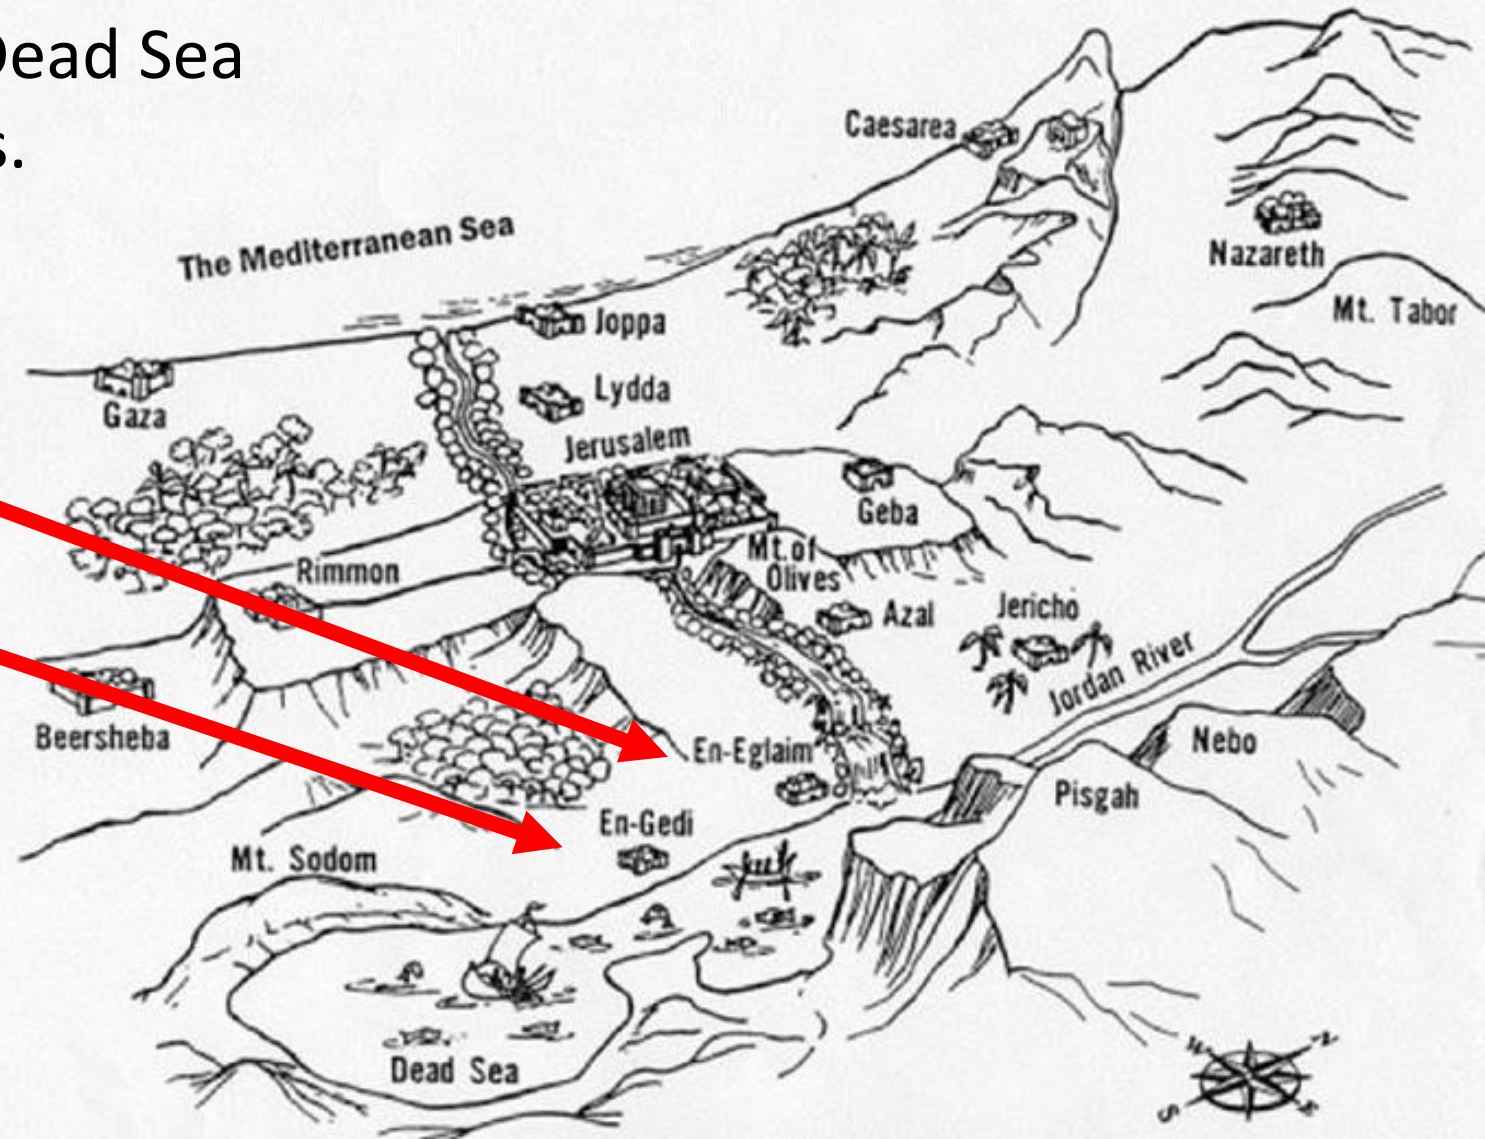 Dead Sea
s.
Caesarea
The Mediterranean Sea
Nazareth
Mt. Tabor
Joppa
Lydda
Gaza
Jerusalem
Geba
Mt. of
Olives
Rimmon
Azal
Jericho
Jordan River
Beersheba
En-Eglaim
Nebo
Pisgah
En-Gedi
Mt. Sodom
Dead Sea
W
N
S